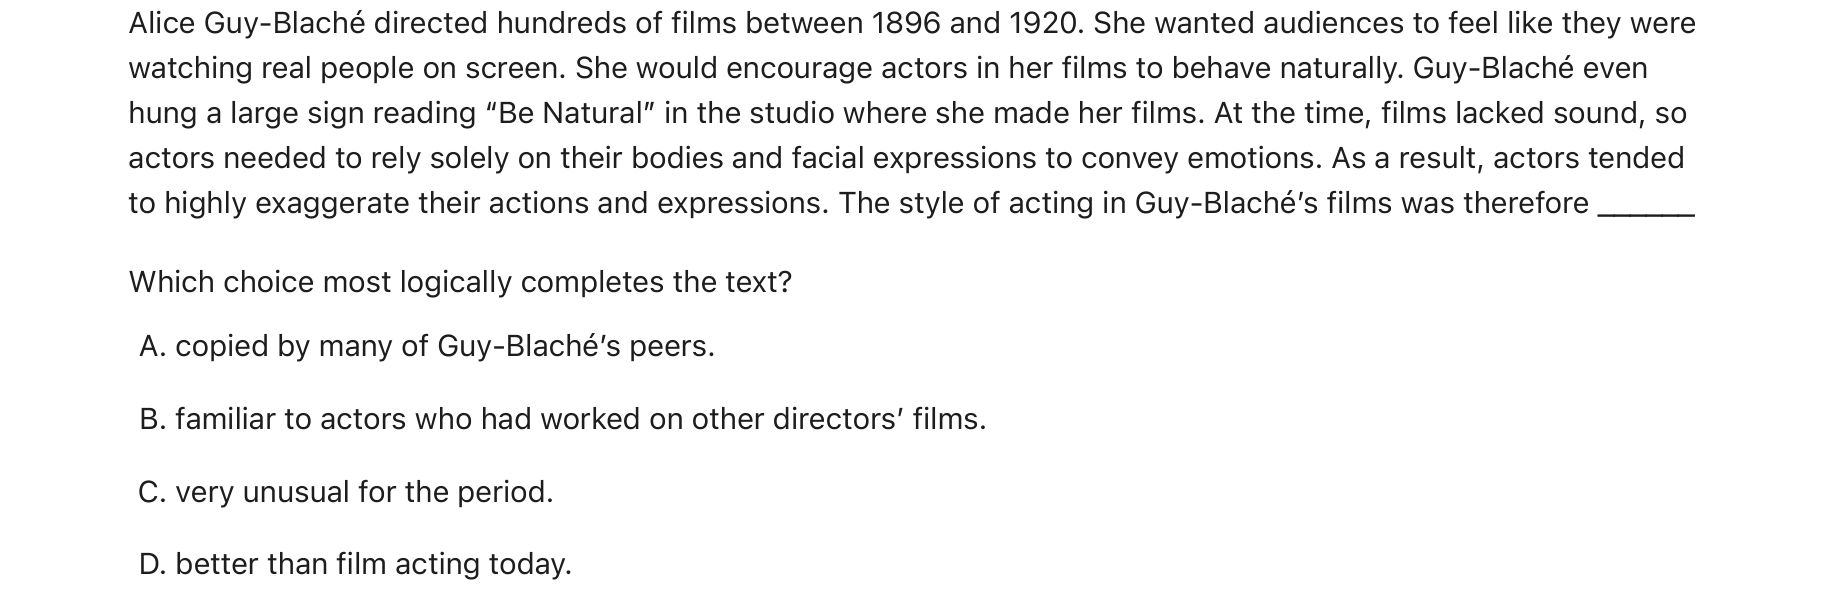 Alice Guy-Blaché directed hundreds of films between 1896 and 1920. She wanted audiences to feel like they were
watching real people on screen. She would encourage actors in her films to behave naturally. Guy-Blaché even
hung a large sign reading “Be Natural” in the studio where she made her films. At the time, films lacked sound, so
actors needed to rely solely on their bodies and facial expressions to convey emotions. As a result, actors tended
to highly exaggerate their actions and expressions. The style of acting in Guy-Blaché’s films was therefore ______
Which choice most logically completes the text?
A. copied by many of Guy-Blaché’s peers.
B. familiar to actors who had worked on other directors’ films.
C. very unusual for the period.
D. better than film acting today.